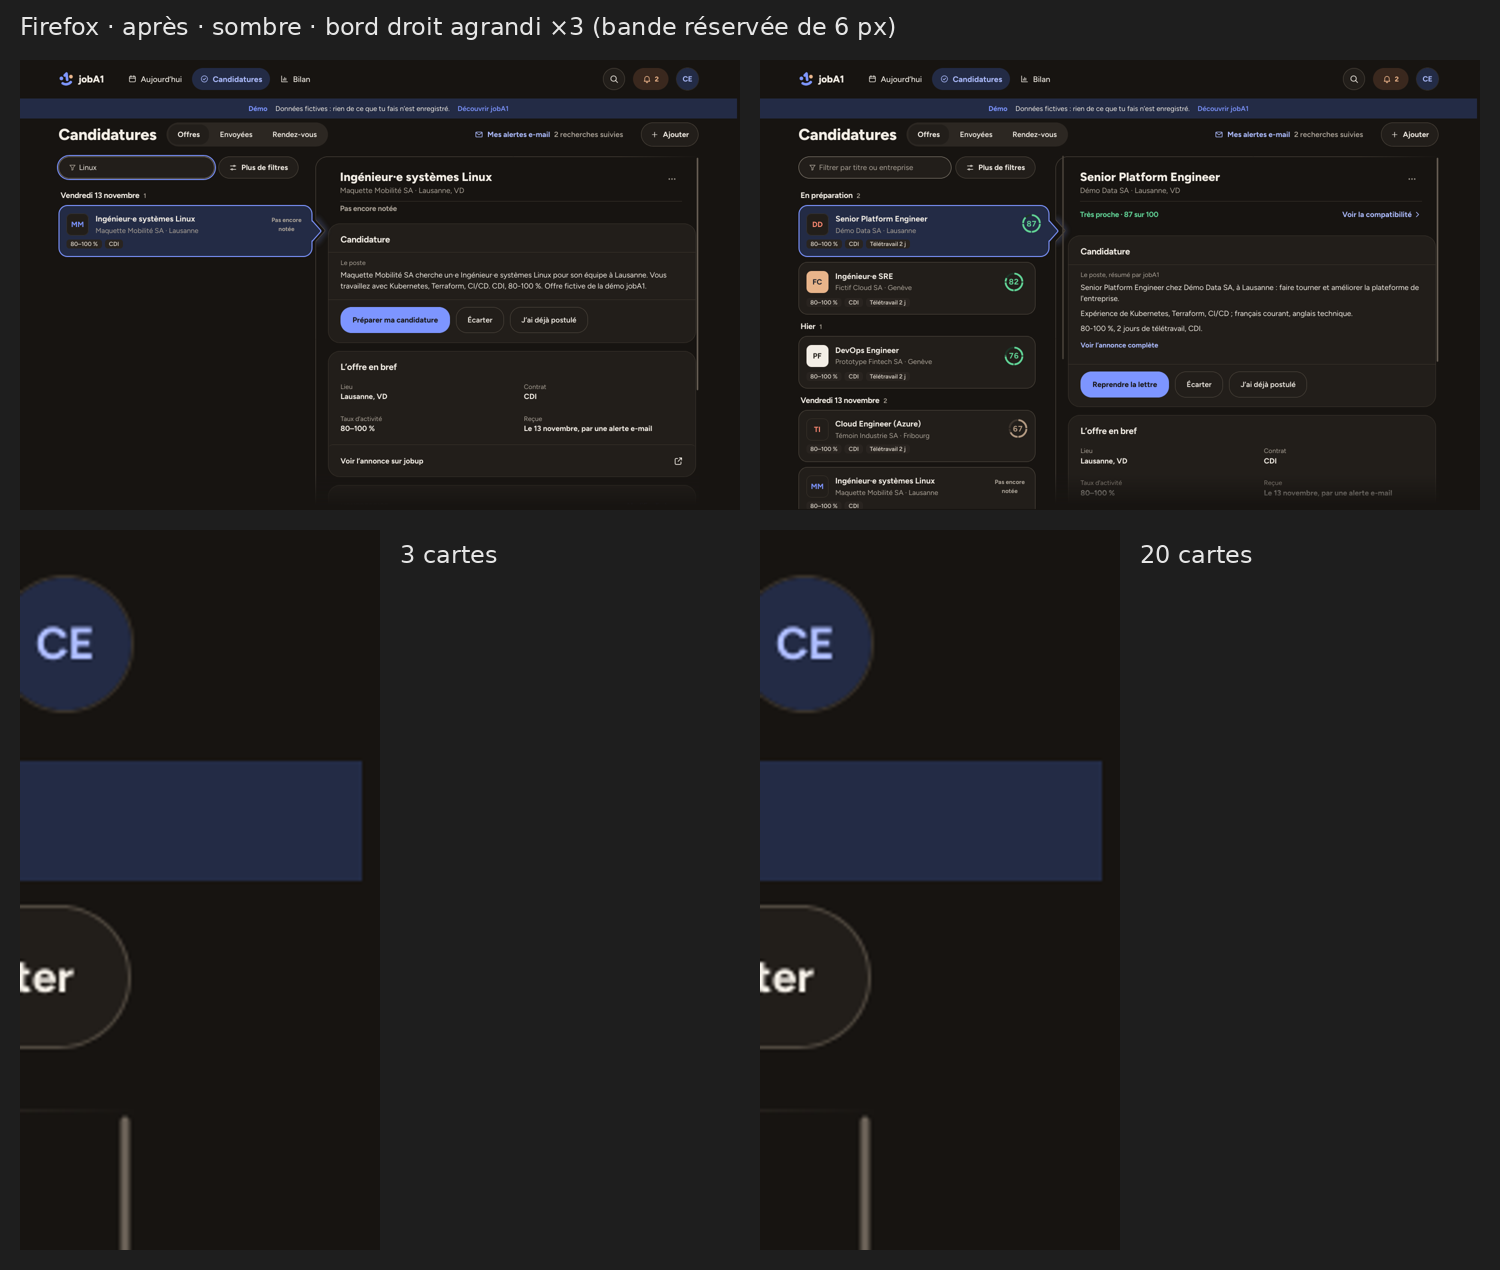 Firefox · après · sombre · bord droit agrandi ×3 (bande réservée de 6 px)
jobA1 Aujourd'hui Candidatures Bilan 2 CE
Démo Données fictives : rien de ce que tu fais n'est enregistré. Découvrir jobA1
Candidatures Offres Envoyées Rendez-vous Mes alertes e-mail 2 recherches suivies + Ajouter
Linux Plus de filtres
Vendredi 13 novembre 1
MM Ingénieur·e systèmes Linux
Maquette Mobilité SA · Lausanne
Pas encore
notée
80–100 % CDI
Ingénieur·e systèmes Linux ...
Maquette Mobilité SA · Lausanne, VD
Pas encore notée
Candidature
Le poste
Maquette Mobilité SA cherche un·e Ingénieur·e systèmes Linux pour son équipe à Lausanne. Vous
travaillez avec Kubernetes, Terraform, CI/CD. CDI, 80-100 %. Offre fictive de la démo jobA1.
Préparer ma candidature Écarter J'ai déjà postulé
L'offre en bref
Lieu Contrat
Lausanne, VD CDI
Taux d'activité Reçue
80–100 % Le 13 novembre, par une alerte e-mail
Voir l'annonce sur jobup
jobA1 Aujourd'hui Candidatures Bilan 2 CE
Démo Données fictives : rien de ce que tu fais n'est enregistré. Découvrir jobA1
Candidatures Offres Envoyées Rendez-vous Mes alertes e-mail 2 recherches suivies + Ajouter
Filtrer par titre ou entreprise Plus de filtres
En préparation 2
DD Senior Platform Engineer 87
Démo Data SA · Lausanne
80–100 % CDI Télétravail 2 j
FC Ingénieur·e SRE 82
Fictif Cloud SA · Genève
80–100 % CDI Télétravail 2 j
Hier 1
PF DevOps Engineer 76
Prototype Fintech SA · Genève
80–100 % CDI Télétravail 2 j
Vendredi 13 novembre 2
TI Cloud Engineer (Azure) 67
Témoin Industrie SA · Fribourg
80–100 % CDI Télétravail 2 j
MM Ingénieur·e systèmes Linux
Maquette Mobilité SA · Lausanne
Pas encore
notée
80–100 % CDI
Senior Platform Engineer ...
Démo Data SA · Lausanne, VD
Très proche · 87 sur 100 Voir la compatibilité
Candidature
Le poste, résumé par jobA1
Senior Platform Engineer chez Démo Data SA, à Lausanne : faire tourner et améliorer la plateforme de
l'entreprise.
Expérience de Kubernetes, Terraform, CI/CD ; français courant, anglais technique.
80-100 %, 2 jours de télétravail, CDI.
Voir l'annonce complète
Reprendre la lettre Écarter J'ai déjà postulé
L'offre en bref
Lieu Contrat
Lausanne, VD CDI
Taux d'activité Reçue
80–100 % Le 13 novembre, par une alerte e-mail
3 cartes
CE
ter
20 cartes
CE
ter